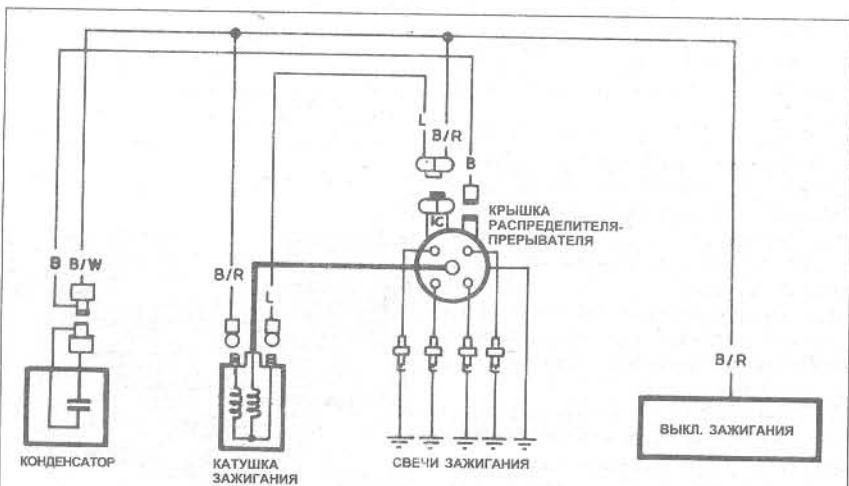 L
B/R
B
IC
КРЫШКА
РАСПРЕДЕЛИТЕЛЯ-
ПРЕРЫВАТЕЛЯ
B B/W
B/R
L
B/R
ВЫКЛ. ЗАЖИГАНИЯ
КОНДЕНСАТОР
КАТУШКА
ЗАЖИГАНИЯ
СВЕЧИ ЗАЖИГАНИЯ